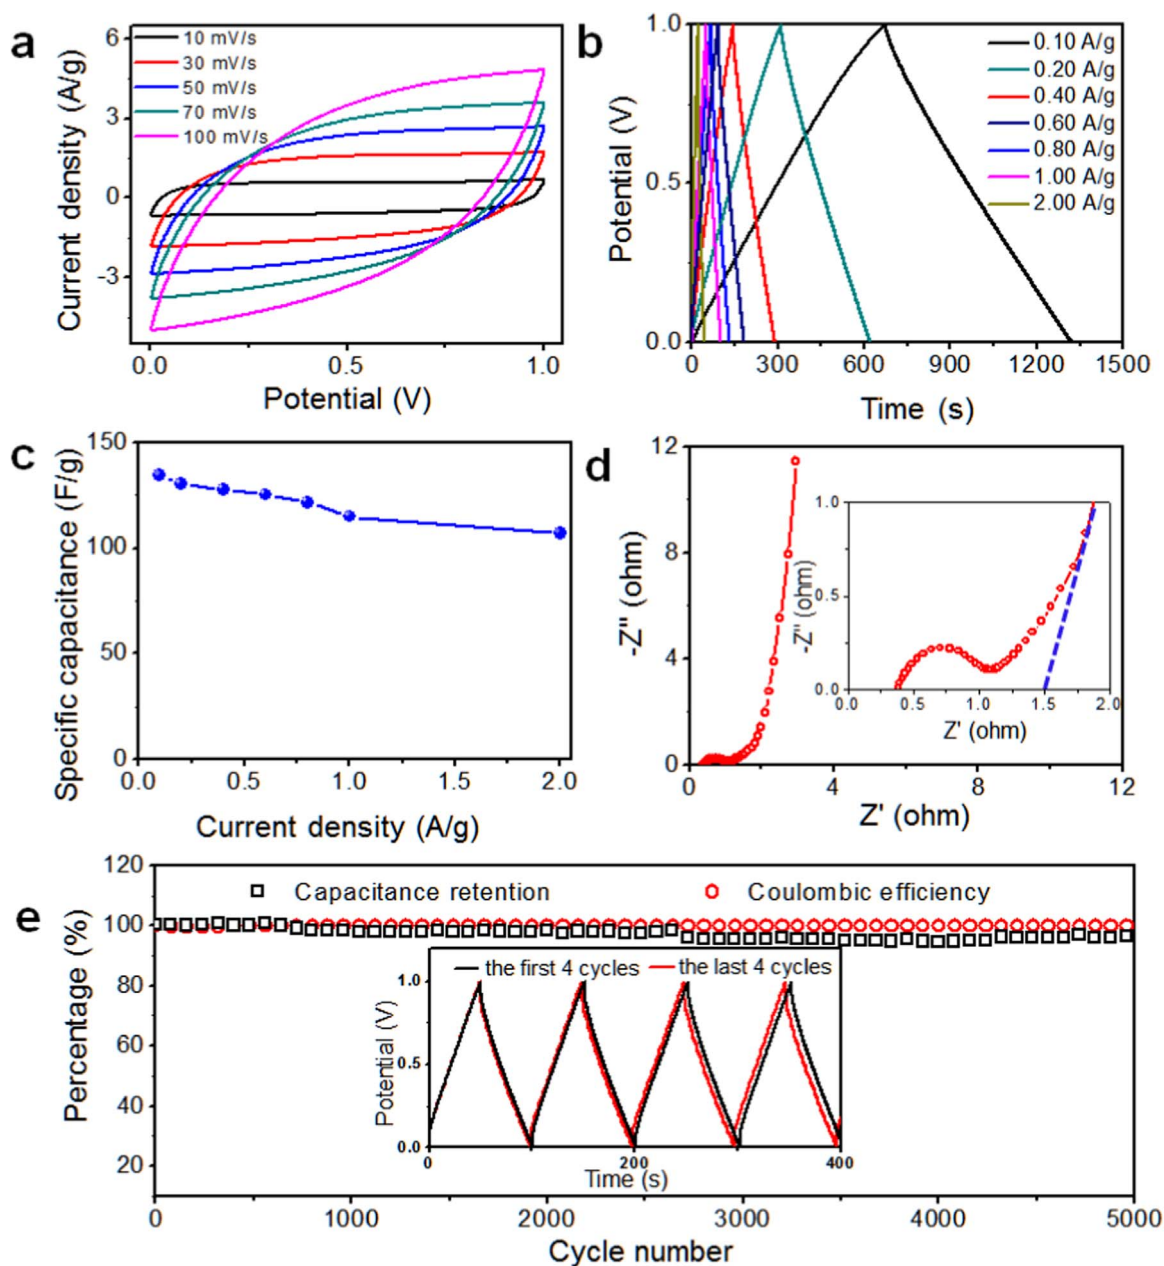 a
6
3
0
-3
Current density (A/g)
10 mV/s
30 mV/s
50 mV/s
70 mV/s
100 mV/s
0.0
0.5
1.0
Potential (V)
b
1.0
0.5
0.0
Potential (V)
0.10 A/g
0.20 A/g
0.40 A/g
0.60 A/g
0.80 A/g
1.00 A/g
2.00 A/g
0
300
600
900
1200
1500
Time (s)
c
150
100
50
0
Specific capacitance (F/g)
0.0
0.5
1.0
1.5
2.0
Current density (A/g)
d
12
8
4
0
-Z'' (ohm)
0
4
8
12
Z' (ohm)
1.0
0.5
0.0
-Z'' (ohm)
0.0
0.5
1.0
1.5
2.0
Z' (ohm)
e
120
100
80
60
40
20
Percentage (%)
Capacitance retention
Coulombic efficiency
the first 4 cycles
the last 4 cycles
1.0
0.5
0.0
Potential (V)
0
200
400
Time (s)
0
1000
2000
3000
4000
5000
Cycle number